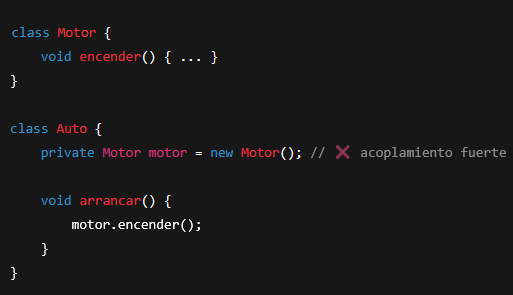 class Motor {
void encender() { ... }
}
class Auto {
private Motor motor = new Motor(); // ❌ acoplamiento fuerte
void arrancar() {
motor.encender();
}
}